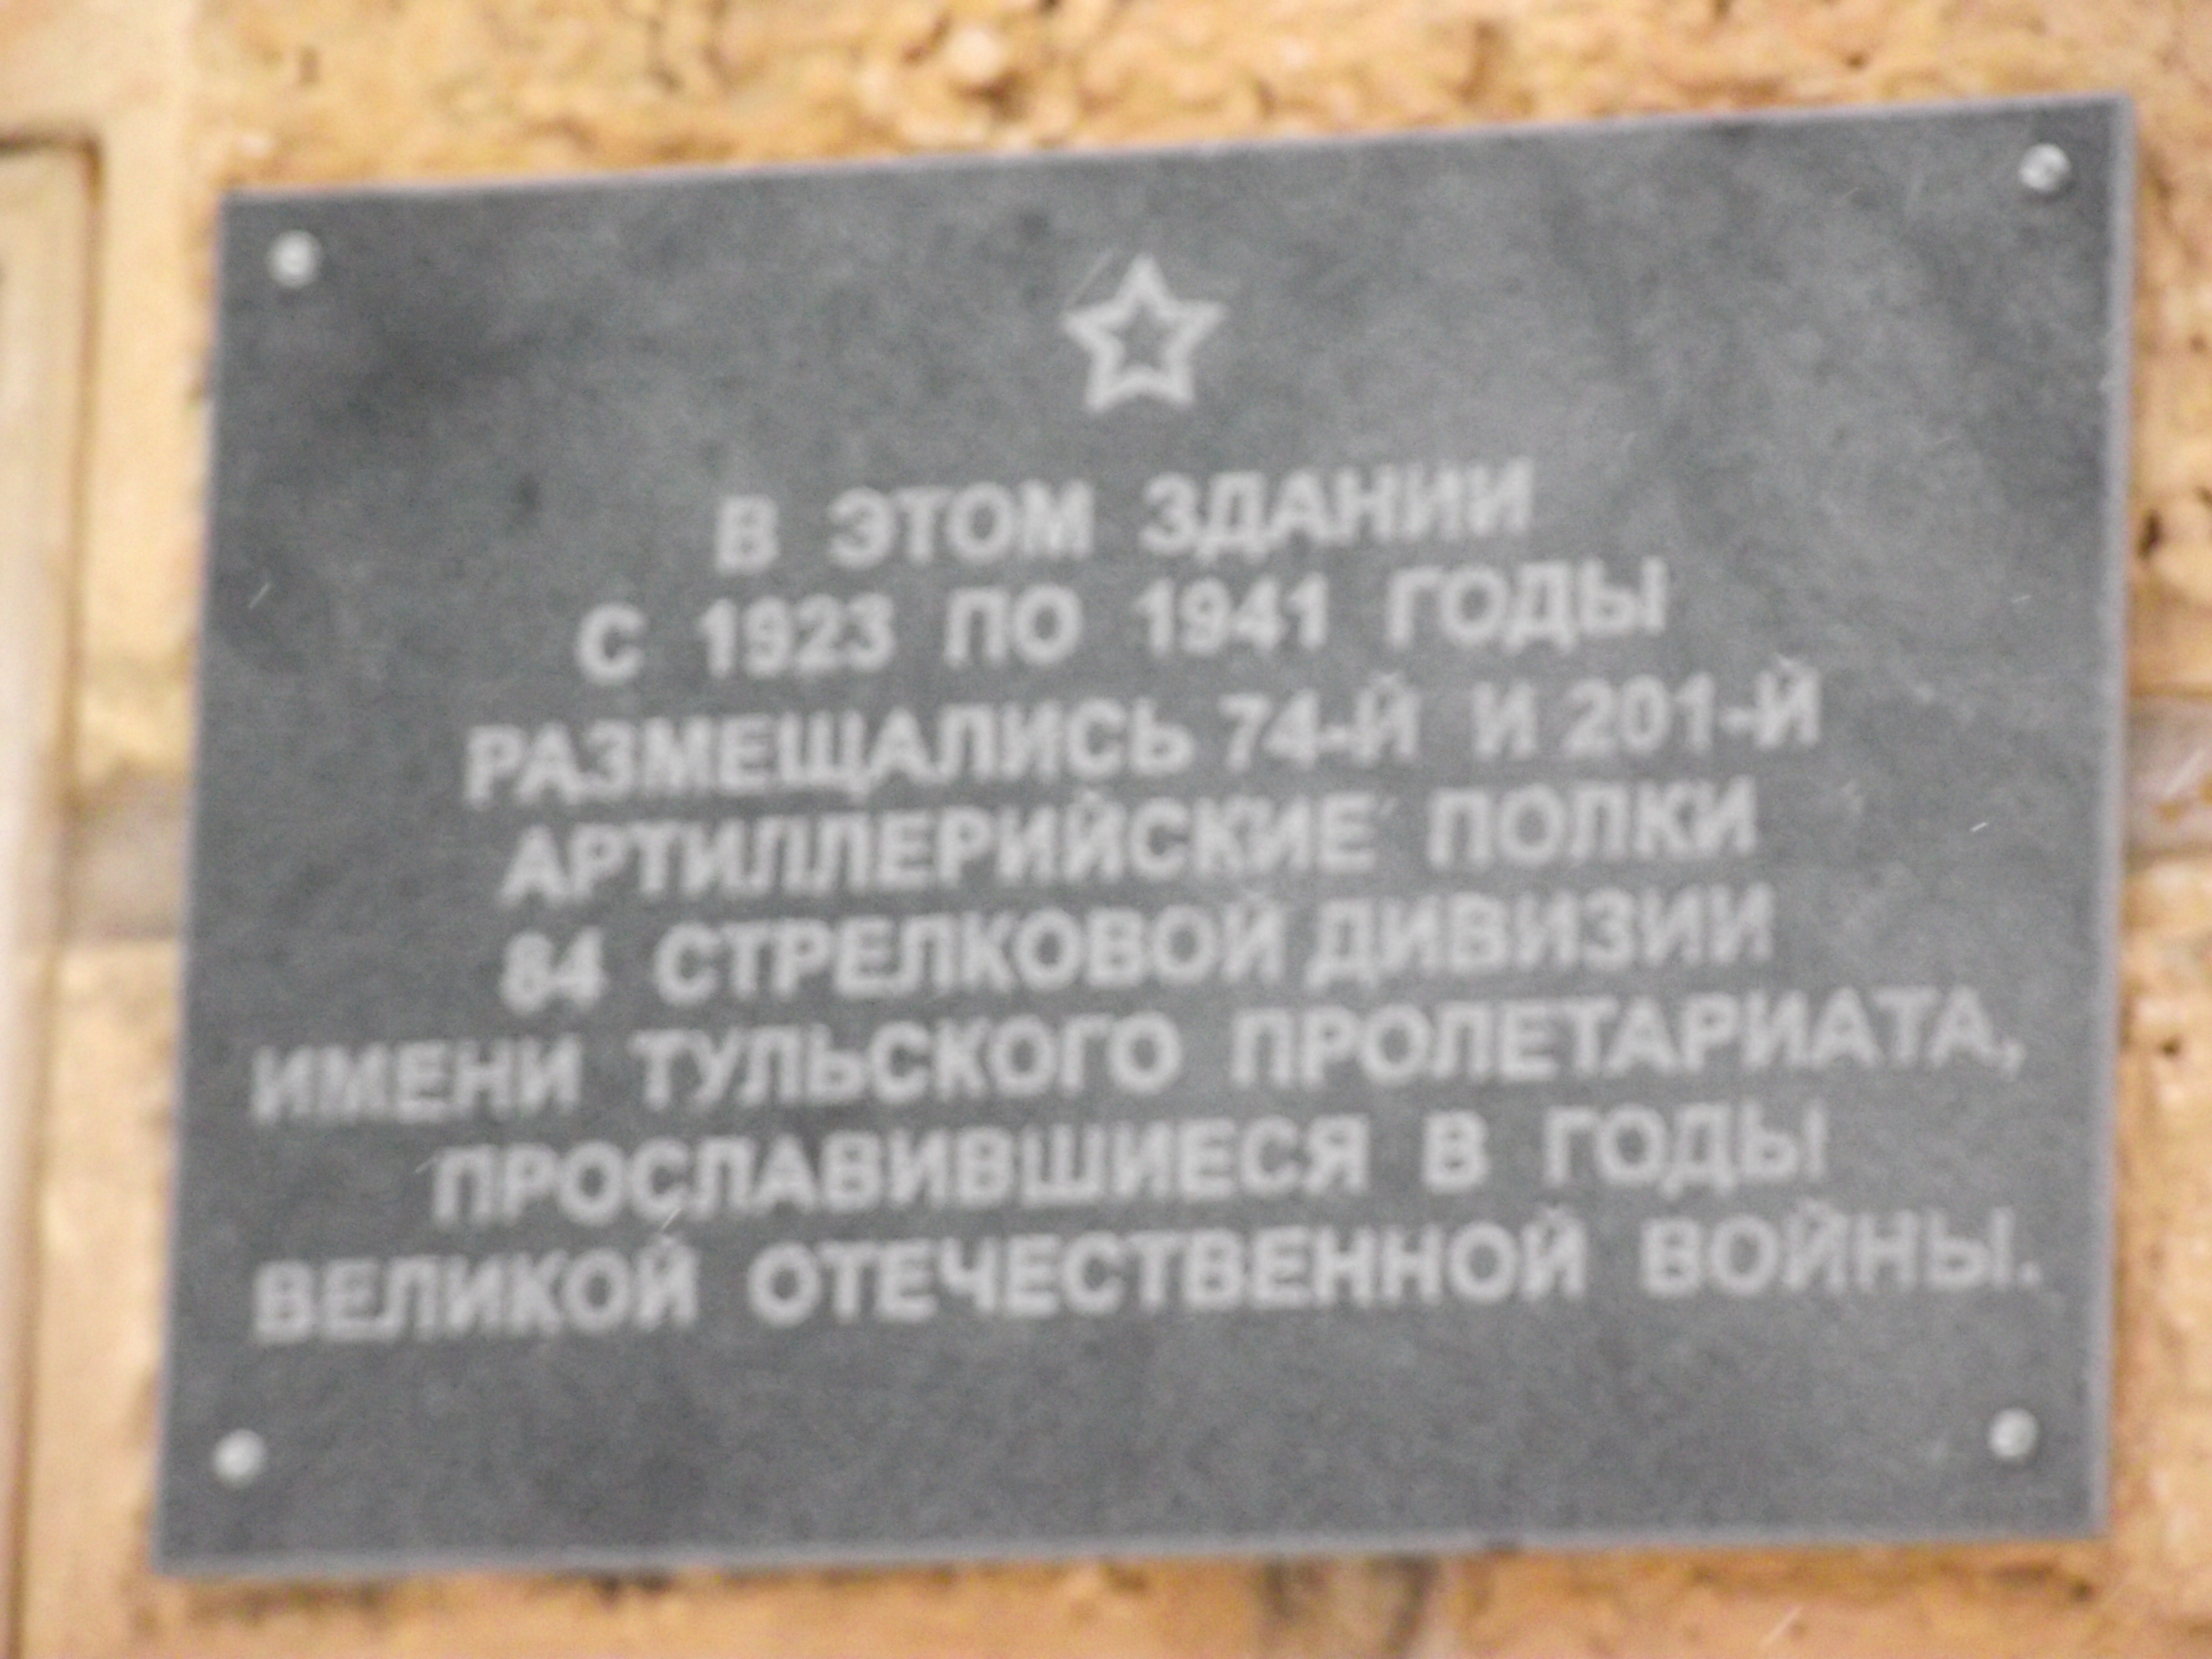 В ЭТОМ ЗДАНИИ
С 1923 ПО 1941 ГОДЫ
РАЗМЕЩАЛИСЬ 74-Й И 201-Й
АРТИЛЛЕРИЙСКИЕ ПОЛКИ
84 СТРЕЛКОВОЙ ДИВИЗИИ
ИМЕНИ ТУЛЬСКОГО ПРОЛЕТАРИАТА,
ПРОСЛАВИВШИЕСЯ В ГОДЫ
ВЕЛИКОЙ ОТЕЧЕСТВЕННОЙ ВОЙНЫ.